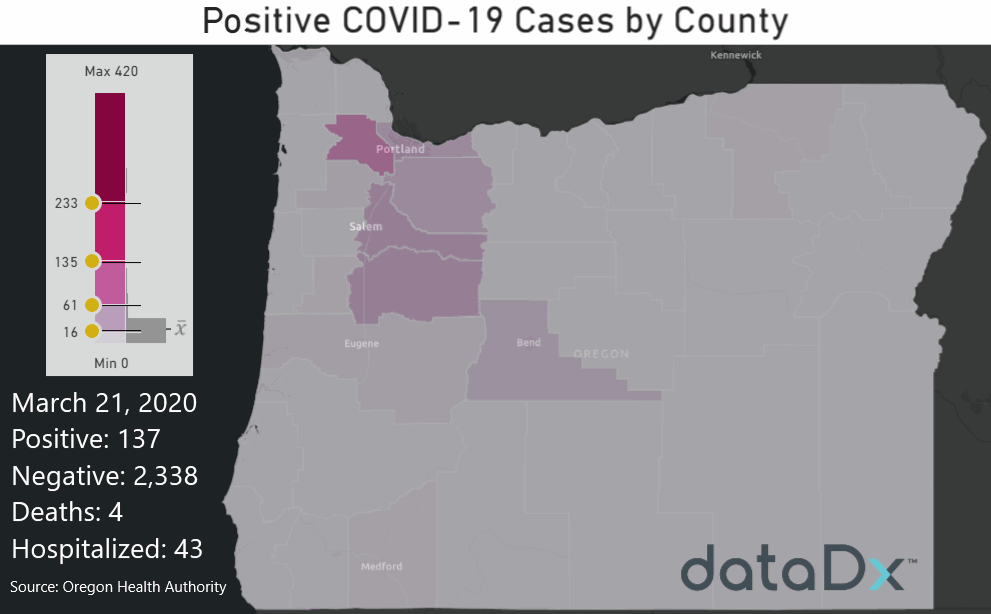 Positive COVID-19 Cases by County
Kennewick
Max 420
Portland
233
Salem
135
61
16
x̄
Eugene
Bend
OREGON
Min 0
March 21, 2020
Positive: 137
Negative: 2,338
Deaths: 4
Hospitalized: 43
Medford
dataDx™
Source: Oregon Health Authority